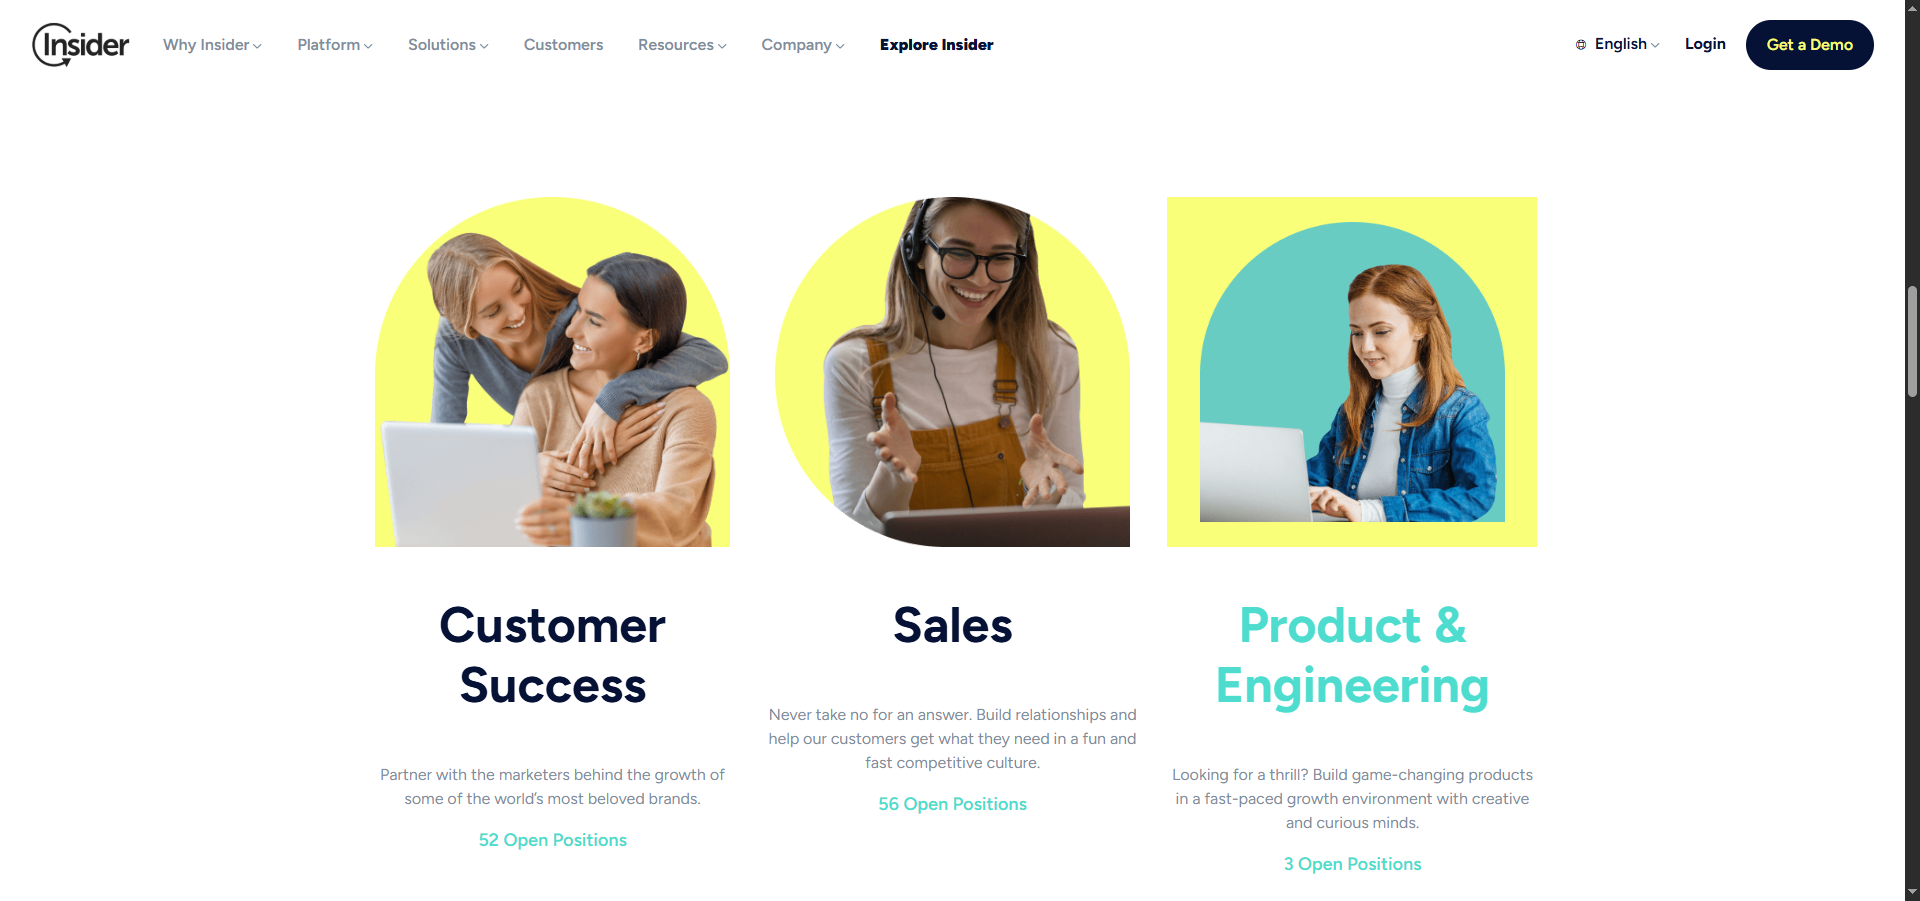 Insider
Why Insider
Platform
Solutions
Customers
Resources
Company
Explore Insider
English
Login
Get a Demo
Customer
Success
Partner with the marketers behind the growth of
some of the world’s most beloved brands.
52 Open Positions
Sales
Never take no for an answer. Build relationships and
help our customers get what they need in a fun and
fast competitive culture.
56 Open Positions
Product &
Engineering
Looking for a thrill? Build game-changing products
in a fast-paced growth environment with creative
and curious minds.
3 Open Positions